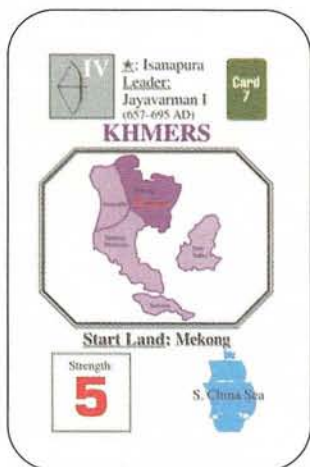 IV
★: Isanapura
Leader:
Jayavarman I
(657-695 AD)
Card
7
KHMERS
Start Land: Mekong
Strength:
5
S. China Sea